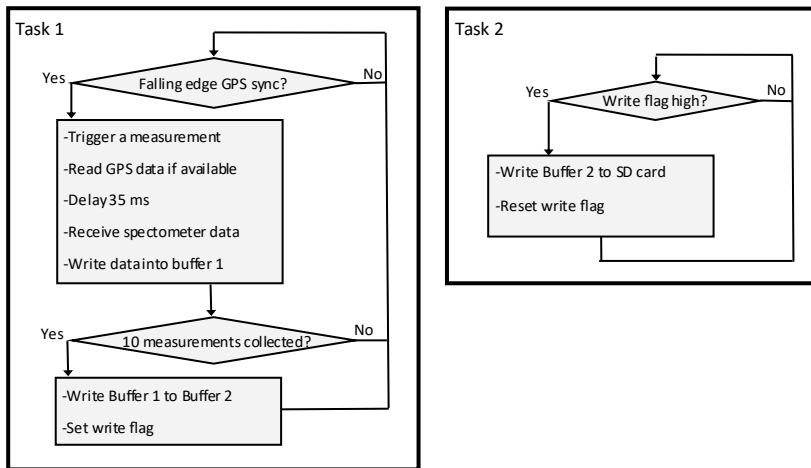 Task 1
Falling edge GPS sync?
Yes
No
-Trigger a measurement
-Read GPS data if available
-Delay 35 ms
-Receive spectometer data
-Write data into buffer 1
10 measurements collected?
Yes
No
-Write Buffer 1 to Buffer 2
-Set write flag
Task 2
Write flag high?
Yes
No
-Write Buffer 2 to SD card
-Reset write flag